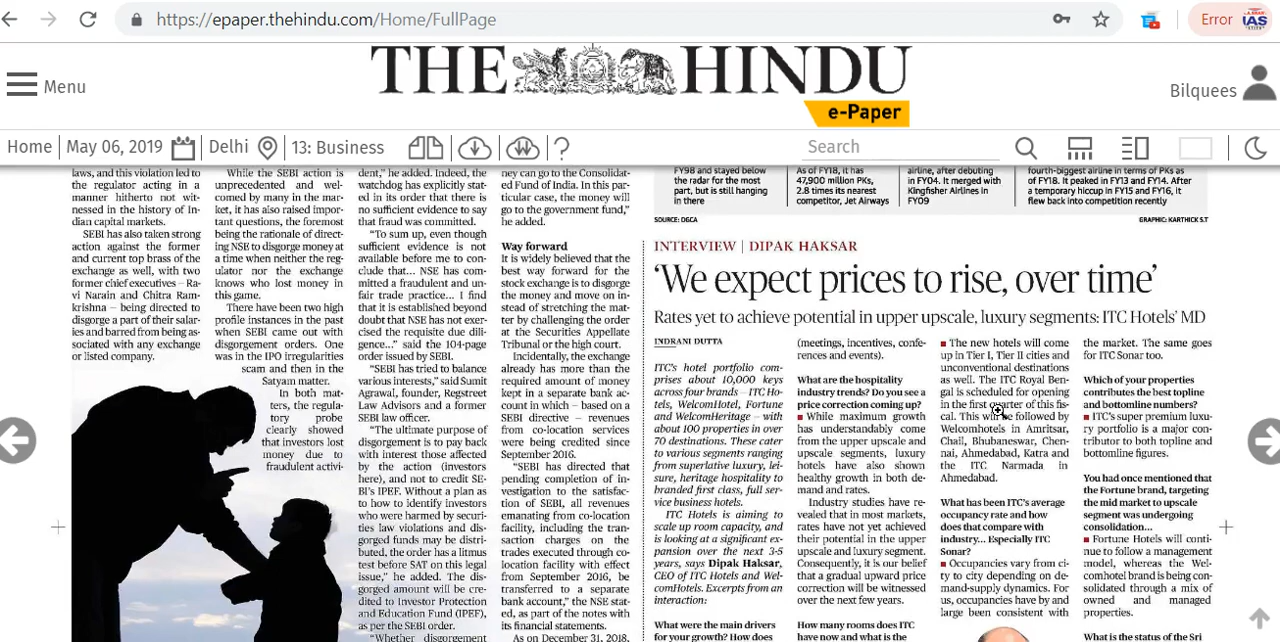 https://epaper.thehindu.com/Home/FullPage
Error
IAS
THE HINDU
e-Paper
Menu
Bilquees
Home
May 06, 2019
Delhi
13: Business
?
Search
laws, and this violation led
to the regulator acting in a
manner hitherto not wit-
nessed in the history of In-
dian capital markets.
SEBI has also taken strong
action against the former
and current top brass of the
exchange as well, with two
former chief executives – Ra-
vi Narain and Chitra Ram-
krishna – being directed to
disgorge a part of their salar-
ies and barred from being as-
sociated with any exchange
or listed company.
While the SEBI action is
unprecedented and wel-
comed by many in the mar-
ket, it has also raised impor-
tant questions, the foremost
being the rationale of direct-
ing NSE to disgorge money at
a time when neither the reg-
ulator nor the exchange
knows who lost money in
this game.
There have been two high
profile instances in the past
when SEBI came out with
disgorgement orders. One
was in the IPO irregularities
scam and then in the
Satyam matter.
In both mat-
ters, the regula-
tory probe
clearly showed
that investors lost
money due to
fraudulent activi-
dent," he added. Indeed, the
watchdog has explicitly stat-
ed in its order that there is
no sufficient evidence to say
that fraud was committed.
"To sum up, even though
sufficient evidence is not
available before me to con-
clude that... NSE has com-
mitted a fraudulent and un-
fair trade practice... I find
that it is established beyond
doubt that NSE has not exer-
cised the requisite due dili-
gence..." said the 104-page
order issued by SEBI.
"SEBI has tried to balance
various interests," said Sumit
Agrawal, founder, Regstreet
Law Advisors and a former
SEBI law officer.
"The ultimate purpose of
disgorgement is to pay back
with interest those affected
by the action (investors
here), and not to credit SE-
BI's IPEF. Without a plan as
to how to identify investors
who were harmed by securi-
ties law violations and dis-
gorged funds may be distri-
buted, the order has a litmus
test before SAT on this legal
issue," he added. The dis-
gorged amount will be cre-
dited to Investor Protection
and Education Fund (IPEF),
as per the SEBI order.
"Whether disgorgement
ney can go to the Consolidat-
ed Fund of India. In this par-
ticular case, the money will
go to the government fund,"
he added.
Way forward
It is widely believed that the
best way forward for the
stock exchange is to disgorge
the money and move on in-
stead of stretching the mat-
ter by challenging the order
at the Securities Appellate
Tribunal or the high court.
Incidentally, the exchange
already has more than the
required amount of money
kept in a separate bank ac-
count in which – based on a
SEBI directive – revenues
from co-location services
were being credited since
September 2016.
"SEBI has directed that
pending completion of in-
vestigation to the satisfac-
tion of SEBI, all revenues
emanating from co-location
facility, including the tran-
saction charges on the
trades executed through co-
location facility with effect
from September 2016, be
transferred to a separate
bank account," the NSE stat-
ed, as part of the notes with
its financial statements.
As on December 31, 2018,
FY98 and stayed below
the radar for the most
part, but is still hanging
in there
As of FY18, it has
47,900 million PKs,
2.8 times its nearest
competitor, Jet Airways
airline, after debuting
in FY04. It merged with
Kingfisher Airlines in
FY09
fourth-biggest airline in terms of PKs as
of FY18. It peaked in FY13 and FY14. After
a temporary hiccup in FY15 and FY16, it
flew back into competition recently
SOURCE: DGCA
GRAPHIC: KARTHICK S.T
INTERVIEW | DIPAK HAKSAR
'We expect prices to rise, over time'
Rates yet to achieve potential in upper upscale, luxury segments: ITC Hotels' MD
INDRANI DUTTA
ITC's hotel portfolio com-
prises about 10,000 keys
across four brands – ITC Ho-
tels, WelcomHotel, Fortune
and WelcomHeritage – with
about 100 properties in over
70 destinations. These cater
to various segments ranging
from superlative luxury, lei-
sure, heritage hospitality to
branded first class, full ser-
vice business hotels.
ITC Hotels is aiming to
scale up room capacity, and
is looking at a significant ex-
pansion over the next 3-5
years, says Dipak Haksar,
CEO of ITC Hotels and Wel-
comHotels. Excerpts from an
interaction:
What were the main drivers
for your growth? How does
(meetings, incentives, confe-
rences and events).
What are the hospitality
industry trends? Do you see a
price correction coming up?
■ While maximum growth
has understandably come
from the upper upscale and
upscale segments, luxury
hotels have also shown
healthy growth in both de-
mand and rates.
Industry studies have re-
vealed that in most markets,
rates have not yet achieved
their potential in the upper
upscale and luxury segment.
Consequently, it is our belief
that a gradual upward price
correction will be witnessed
over the next few years.
How many rooms does ITC
have now and what is the
■ The new hotels will come
up in Tier I, Tier II cities and
unconventional destinations
as well. The ITC Royal Ben-
gal is scheduled for opening
in the first quarter of this fis-
cal. This will be followed by
Welcomhotels in Amritsar,
Chail, Bhubaneswar, Chen-
nai, Ahmedabad, Katra and
the ITC Narmada in
Ahmedabad.
What has been ITC's average
occupancy rate and how
does that compare with
industry... Especially ITC
Sonar?
■ Occupancies vary from ci-
ty to city depending on de-
mand-supply dynamics. For
us, occupancies have by and
large been consistent with
the market. The same goes
for ITC Sonar too.
Which of your properties
contributes the best topline
and bottomline numbers?
■ ITC's super premium luxu-
ry portfolio is a major con-
tributor to both topline and
bottomline figures.
You had once mentioned that
the Fortune brand, targeting
the mid market to upscale
segment was undergoing
consolidation...
■ Fortune Hotels will conti-
nue to follow a management
model, whereas the Wel-
comhotel brand is being con-
solidated through a mix of
owned and managed
properties.
What is the status of the Sri